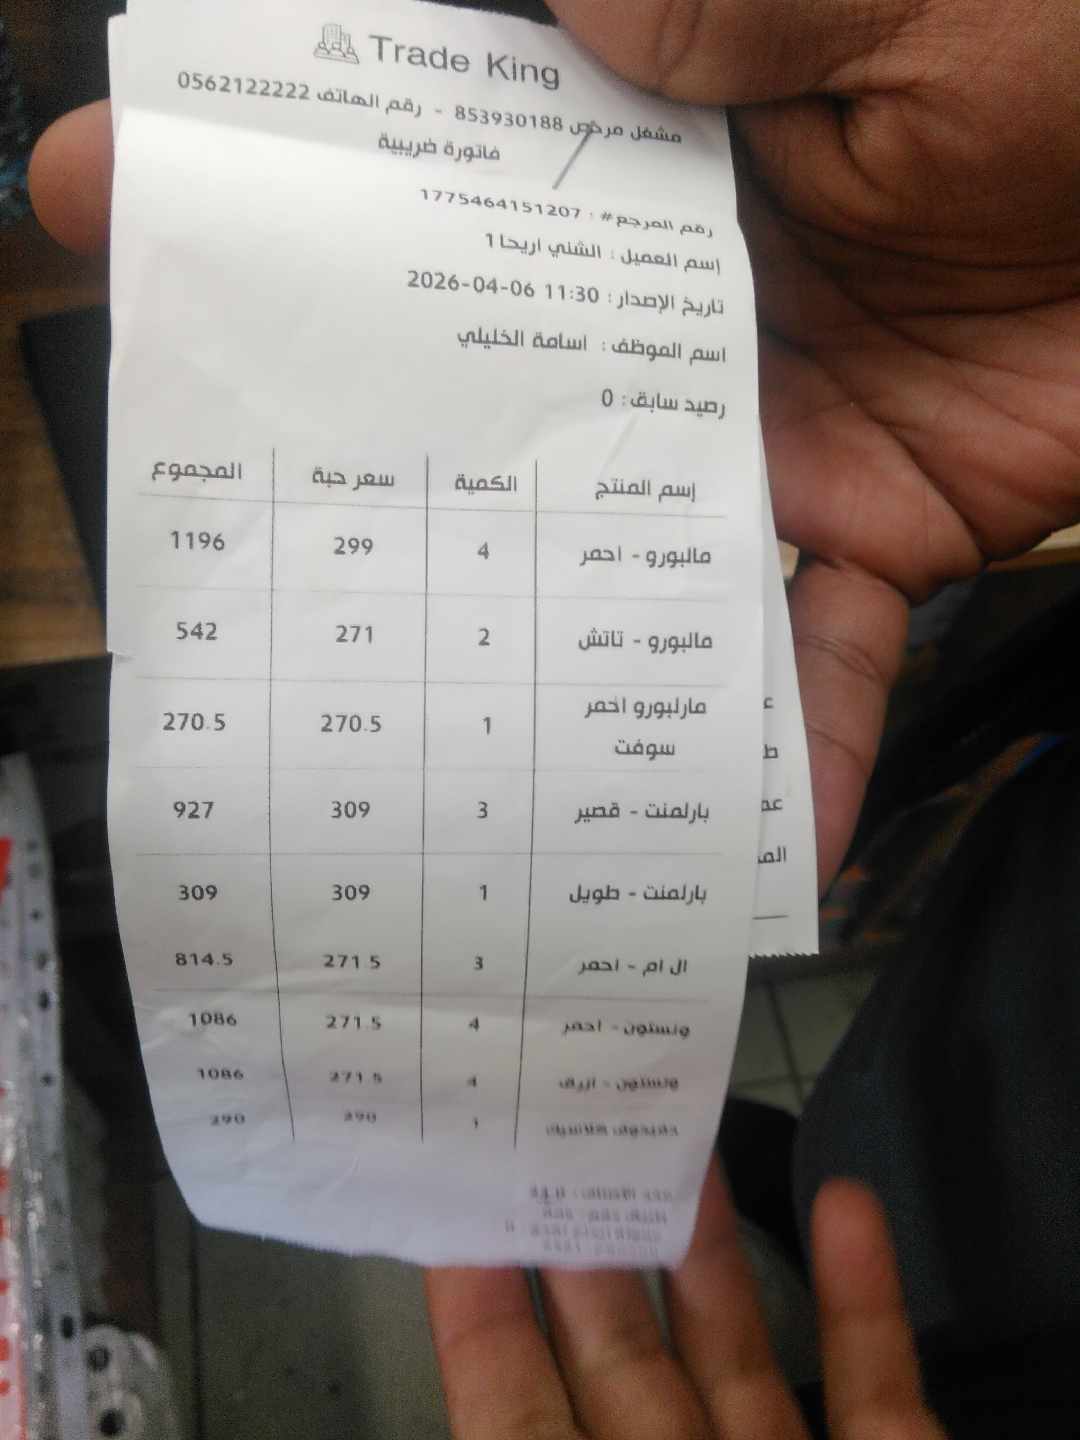 Trade King
مشغل مرخص 853930188 - رقم الهاتف 0562122222
فاتورة ضريبية
رقم المرجع# : 1775464151207
إسم العميل : الشني اريحا 1
تاريخ الإصدار : 11:30 2026-04-06
اسم الموظف : اسامة الخليلي
رصيد سابق : 0
إسم المنتج الكمية سعر حبة المجموع
مالبورو - احمر 4 299 1196
مالبورو - تاتش 2 271 542
مارلبورو احمر سوفت 1 270.5 270.5
بارلمنت - قصير 3 309 927
بارلمنت - طويل 1 309 309
ال ام - احمر 3 271.5 814.5
ونستون - احمر 4 271.5 1086
ونستون - ازرق 4 271.5 1086
1 290 290